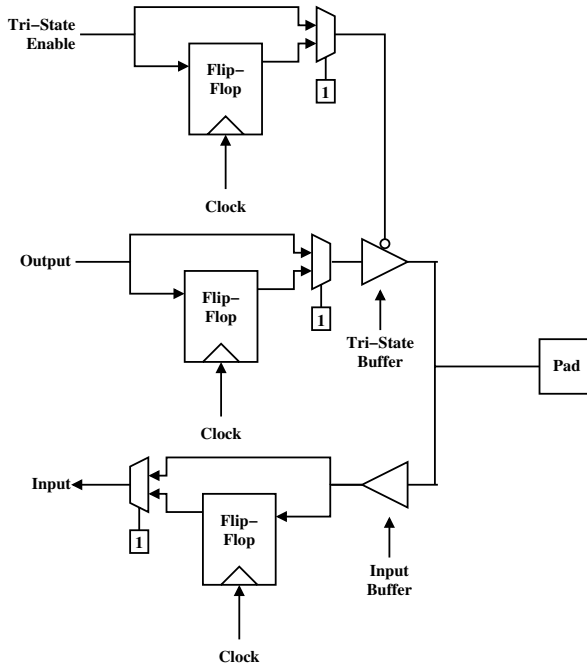 Tri-State
Enable
Flip-
Flop
1
Clock
Output
Flip-
Flop
1
Tri-State
Buffer
Clock
Pad
Input
Flip-
Flop
1
Input
Buffer
Clock